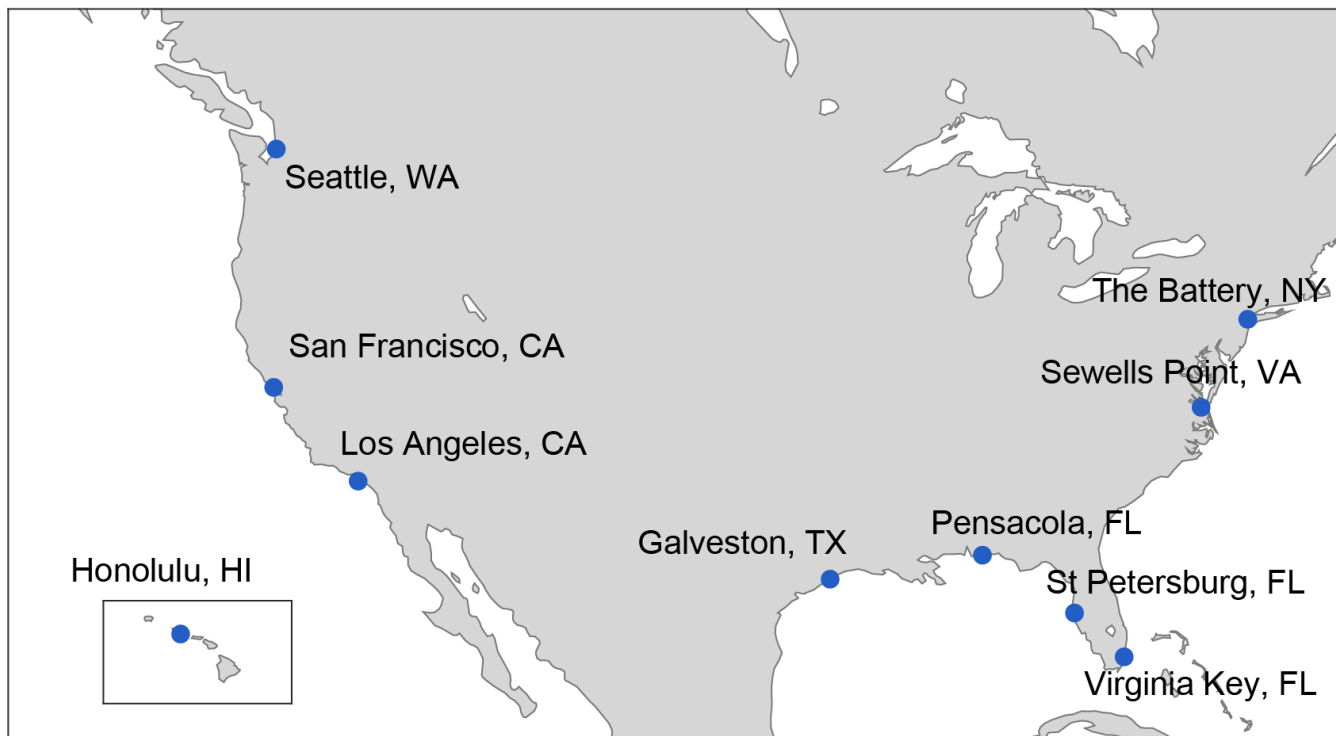 Seattle, WA
The Battery, NY
San Francisco, CA
Sewells Point, VA
Los Angeles, CA
Pensacola, FL
Galveston, TX
Honolulu, HI
St Petersburg, FL
Virginia Key, FL